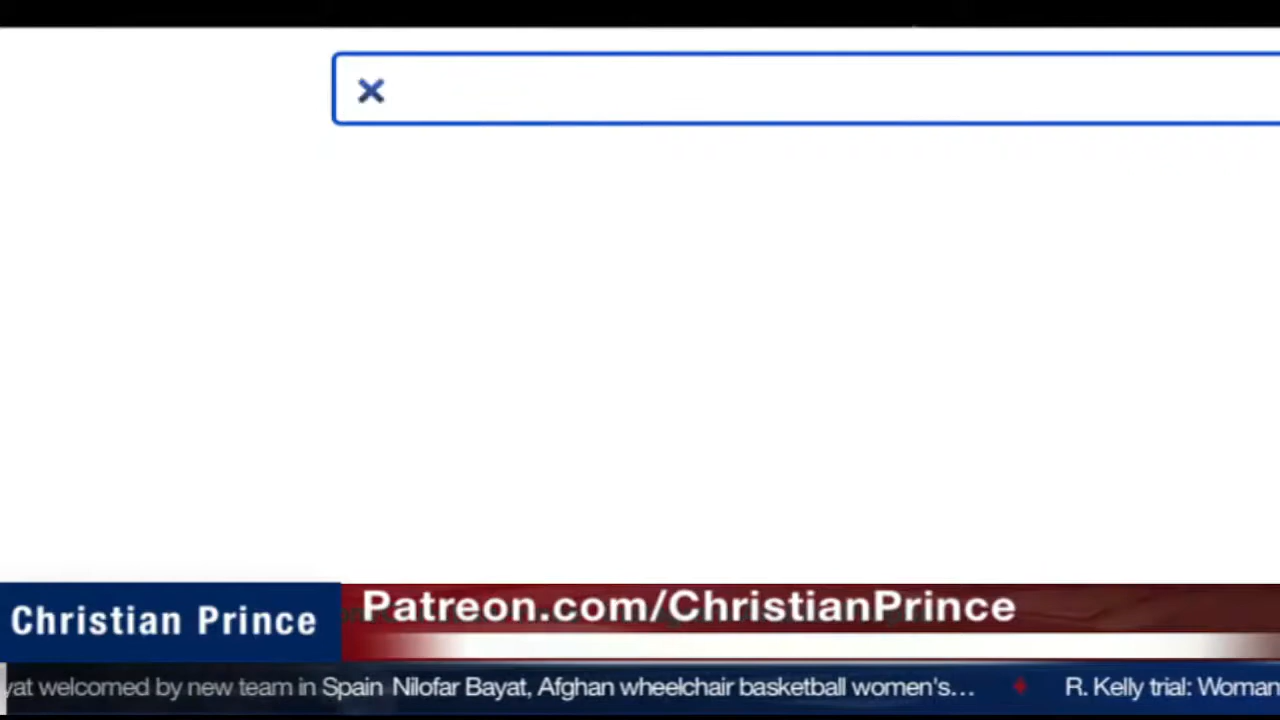 Christian Prince
Patreon.com/ChristianPrince
yat welcomed by new team in Spain Nilofar Bayat, Afghan wheelchair basketball women's... R. Kelly trial: Woman